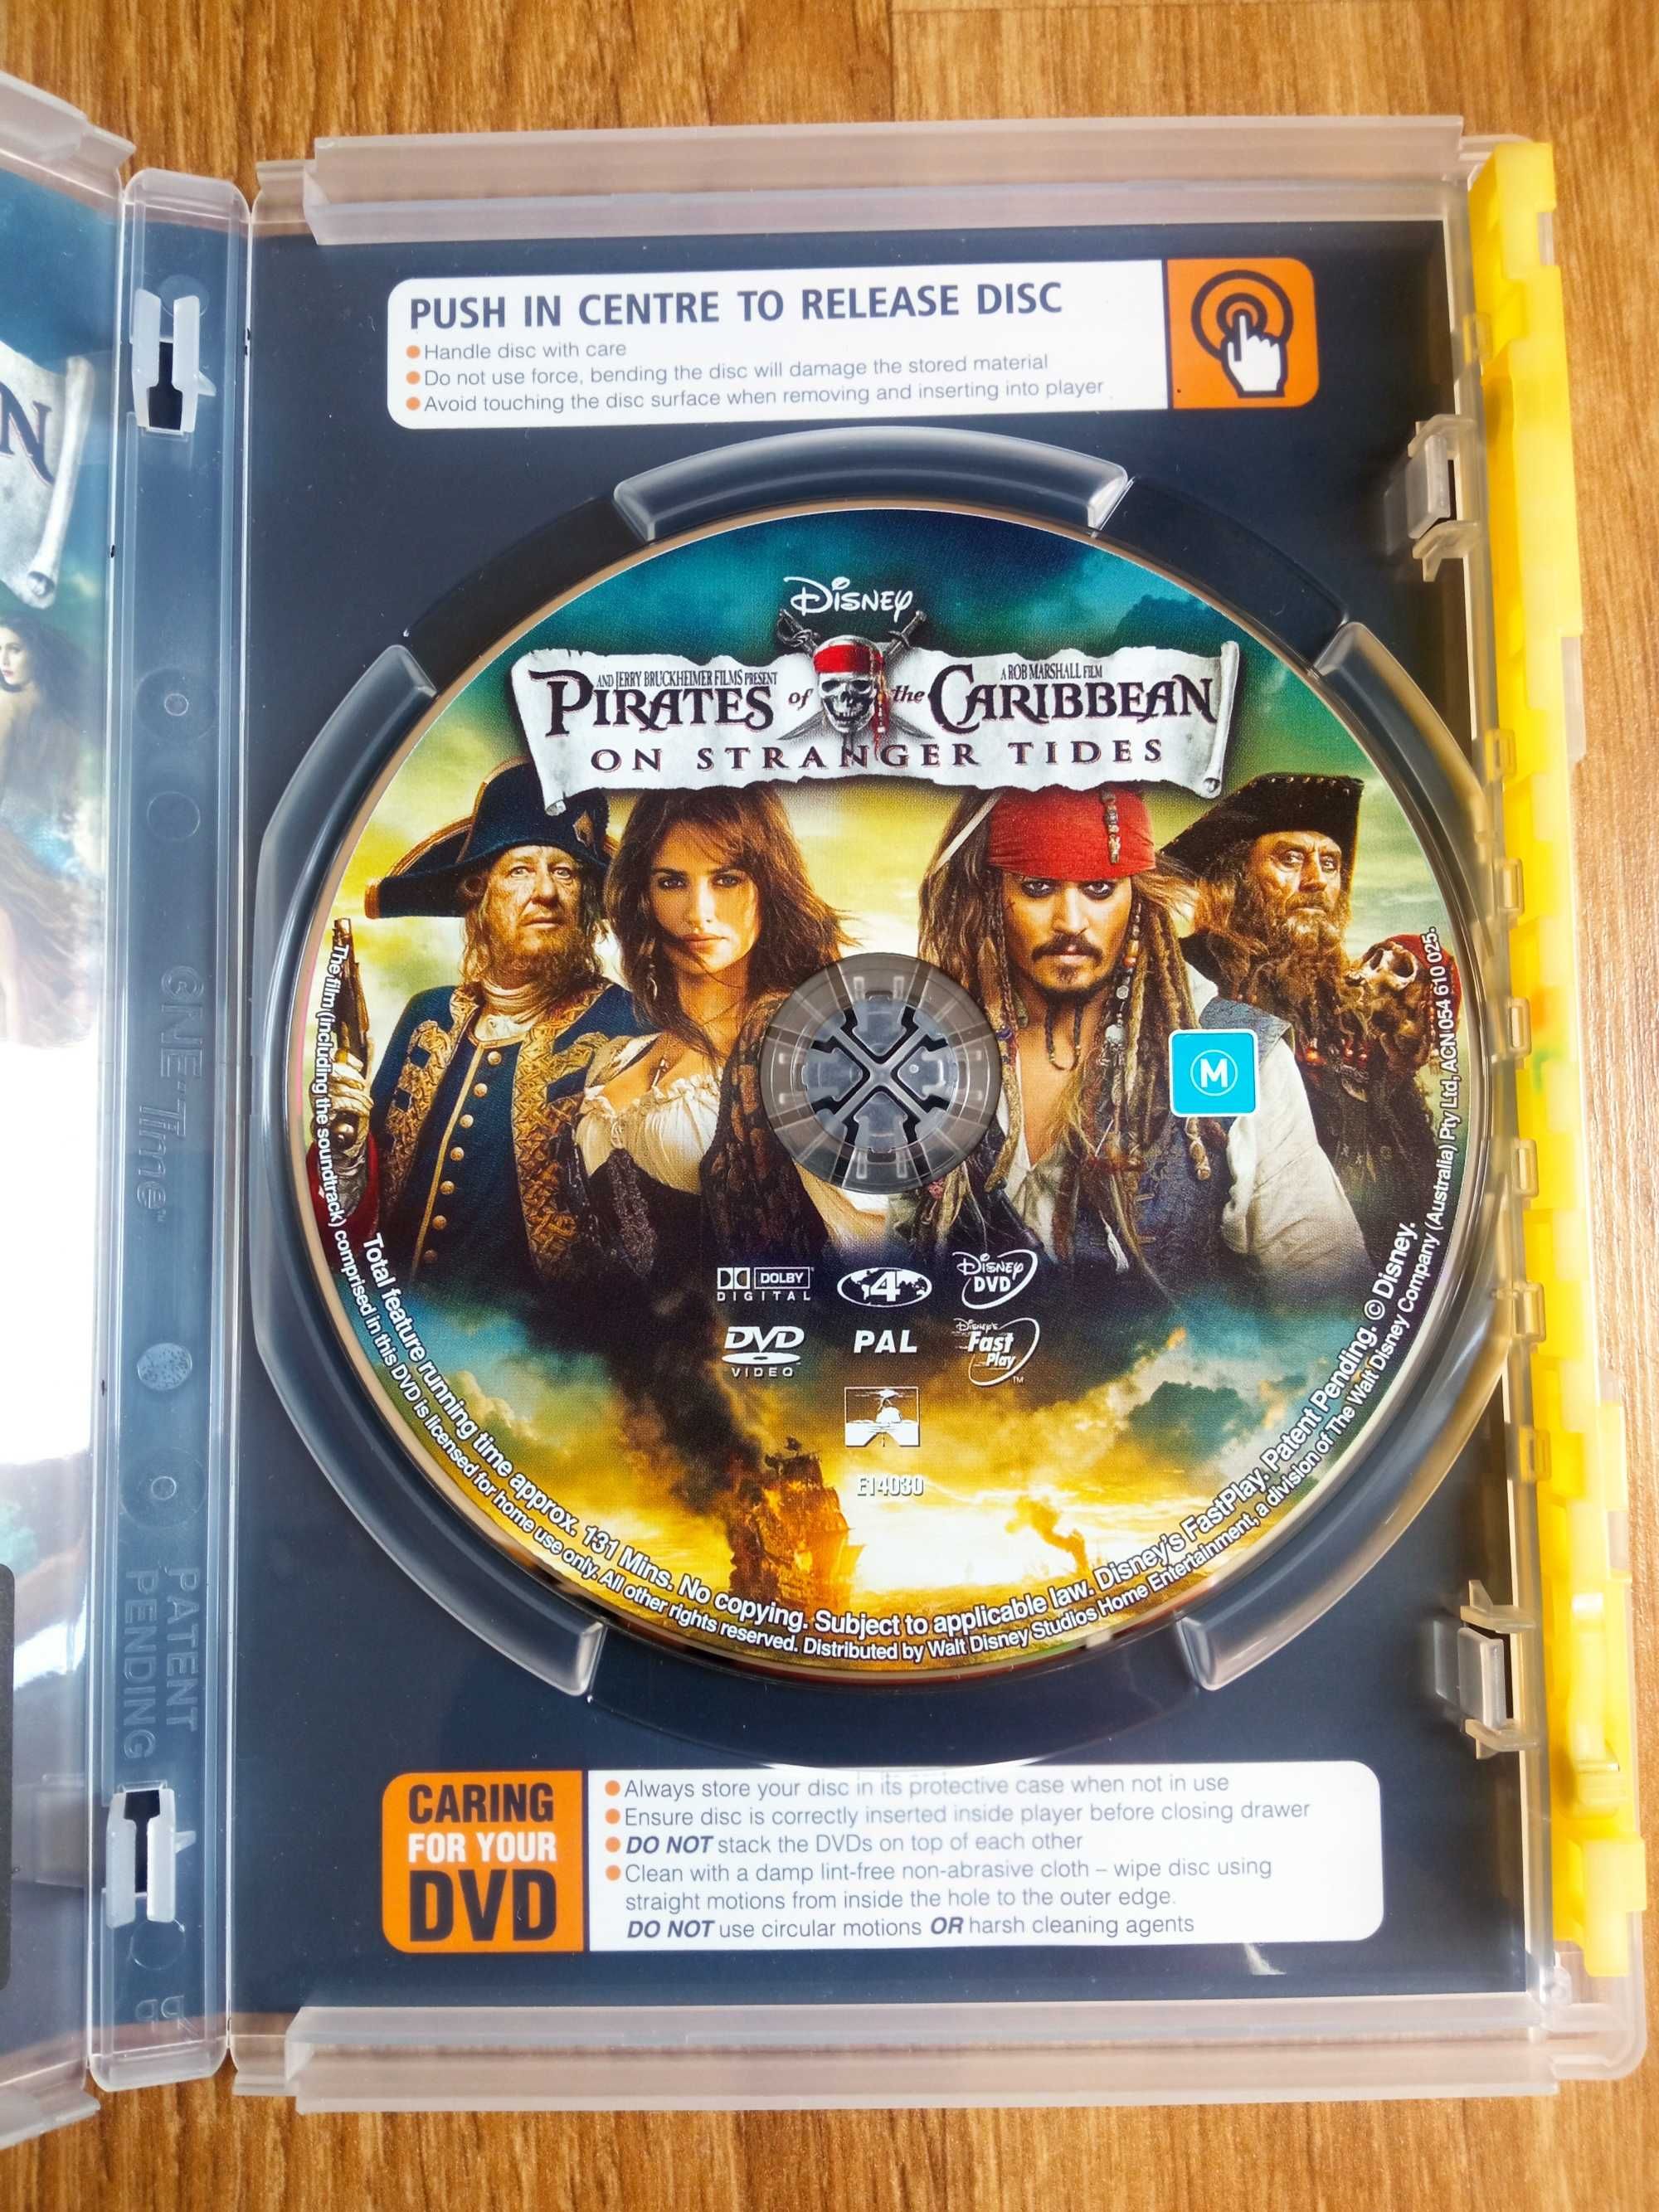 PUSH IN CENTRE TO RELEASE DISC
Handle disc with care
Do not use force, bending the disc will damage the stored material
Avoid touching the disc surface when removing and inserting into player
N
DISNEY
AND JERRY BRUCKHEIMER FILMS PRESENT
A ROB MARSHALL FILM
PIRATES of the CARIBBEAN
ON STRANGER TIDES
M
DOLBY
DIGITAL
4
DISNEY DVD
DVD
VIDEO
PAL
DISNEY'S
Fast
Play
TM
E14030
Total feature running time approx. 131 Mins. No copying. Subject to applicable law. Disney's FastPlay. Patent Pending. © Disney.
The film (including the soundtrack) comprised in this DVD is licensed for home use only. All other rights reserved. Distributed by Walt Disney Studios Home Entertainment, a division of The Walt Disney Company (Australia) Pty Ltd, ACN 054 610 025.
ONE Time
PATENT
PENDING
CARING
FOR YOUR
DVD
Always store your disc in its protective case when not in use
Ensure disc is correctly inserted inside player before closing drawer
DO NOT stack the DVDs on top of each other
Clean with a damp lint-free non-abrasive cloth – wipe disc using
straight motions from inside the hole to the outer edge.
DO NOT use circular motions OR harsh cleaning agents